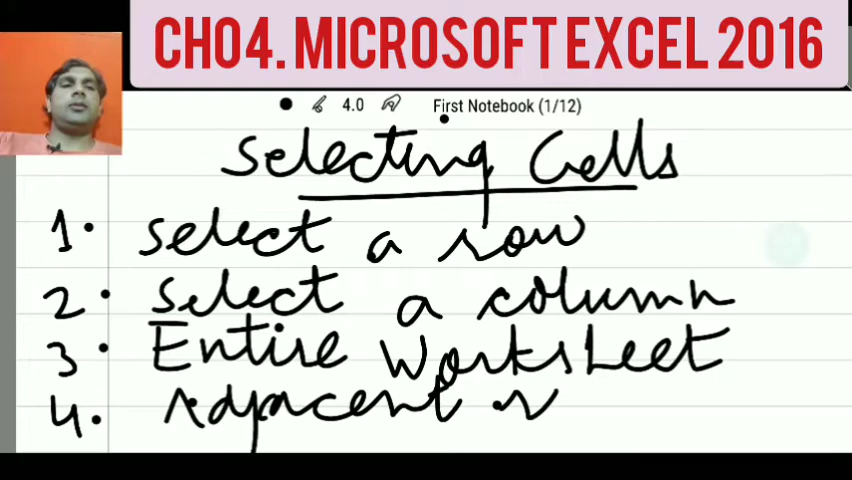 CH04. MICROSOFT EXCEL 2016
4.0 First Notebook (1/12)
Selecting Cells
1. Select a row
2. Select a column
3. Entire Worksheet
4. Adjacent r